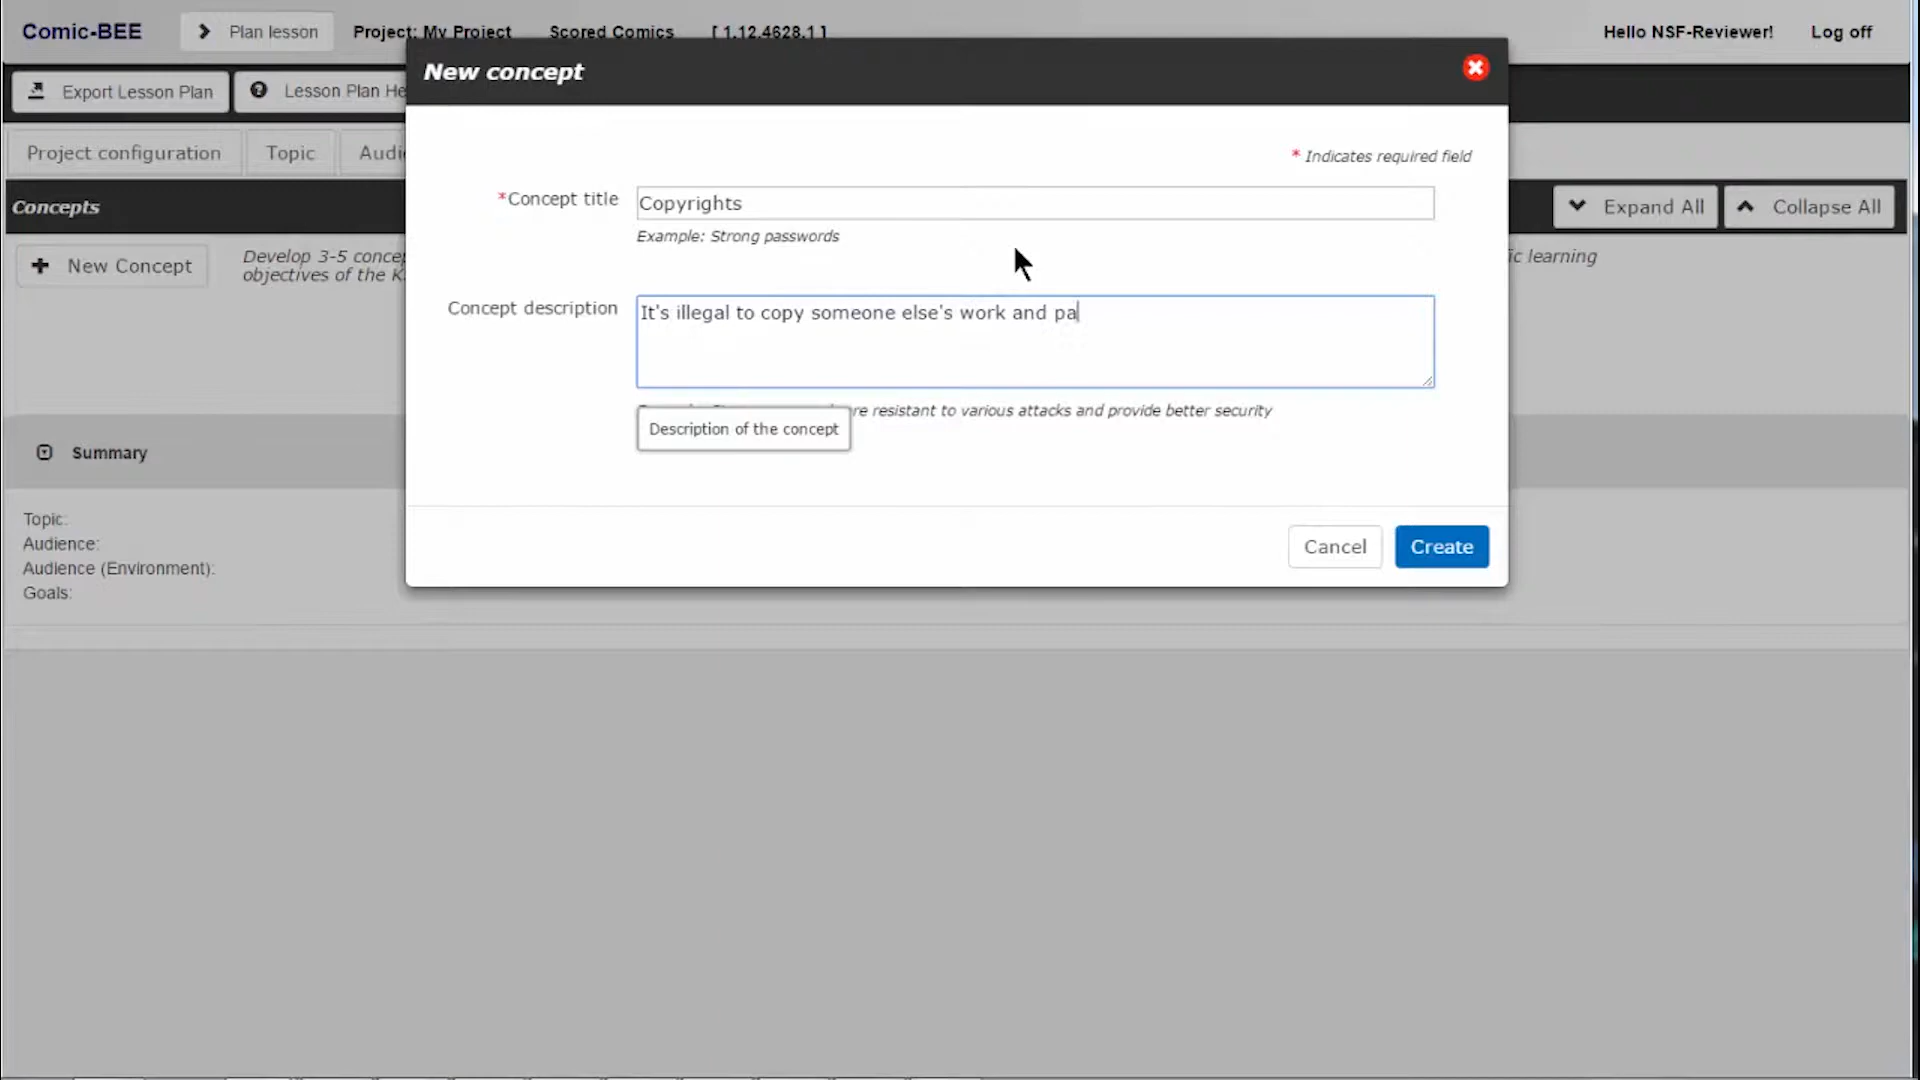 Comic-BEE
Plan lesson
Project: My Project
Scored Comics
[ 1.12.4628.1 ]
Hello NSF-Reviewer!
Log off
New concept
Export Lesson Plan
Lesson Plan He
* Indicates required field
Project configuration
Topic
Audi
*Concept title
Copyrights
Example: Strong passwords
Concepts
Expand All
Collapse All
New Concept
Develop 3-5 concep
objectives of the K
ic learning
Concept description
It's illegal to copy someone else's work and pa
re resistant to various attacks and provide better security
Description of the concept
Summary
Topic:
Audience:
Audience (Environment):
Goals:
Cancel
Create